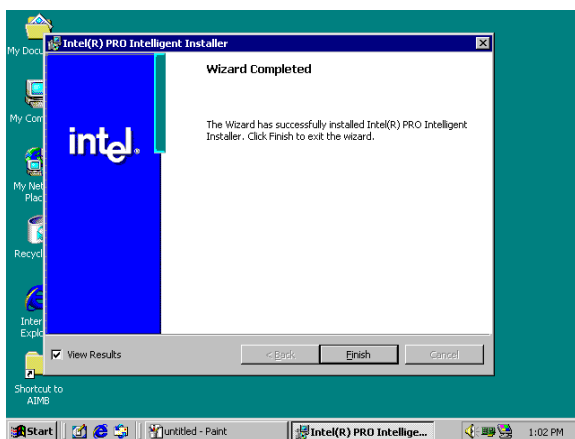 My Docu
Intel(R) PRO Intelligent Installer
Wizard Completed
My Com
The Wizard has successfully installed Intel(R) PRO Intelligent
Installer. Click Finish to exit the wizard.
intel.
My Net
Plac
Recycl
Inter
Explo
View Results
< Back
Finish
Cancel
Shortcut to
AIMB
Start
untitled - Paint
Intel(R) PRO Intellige...
1:02 PM